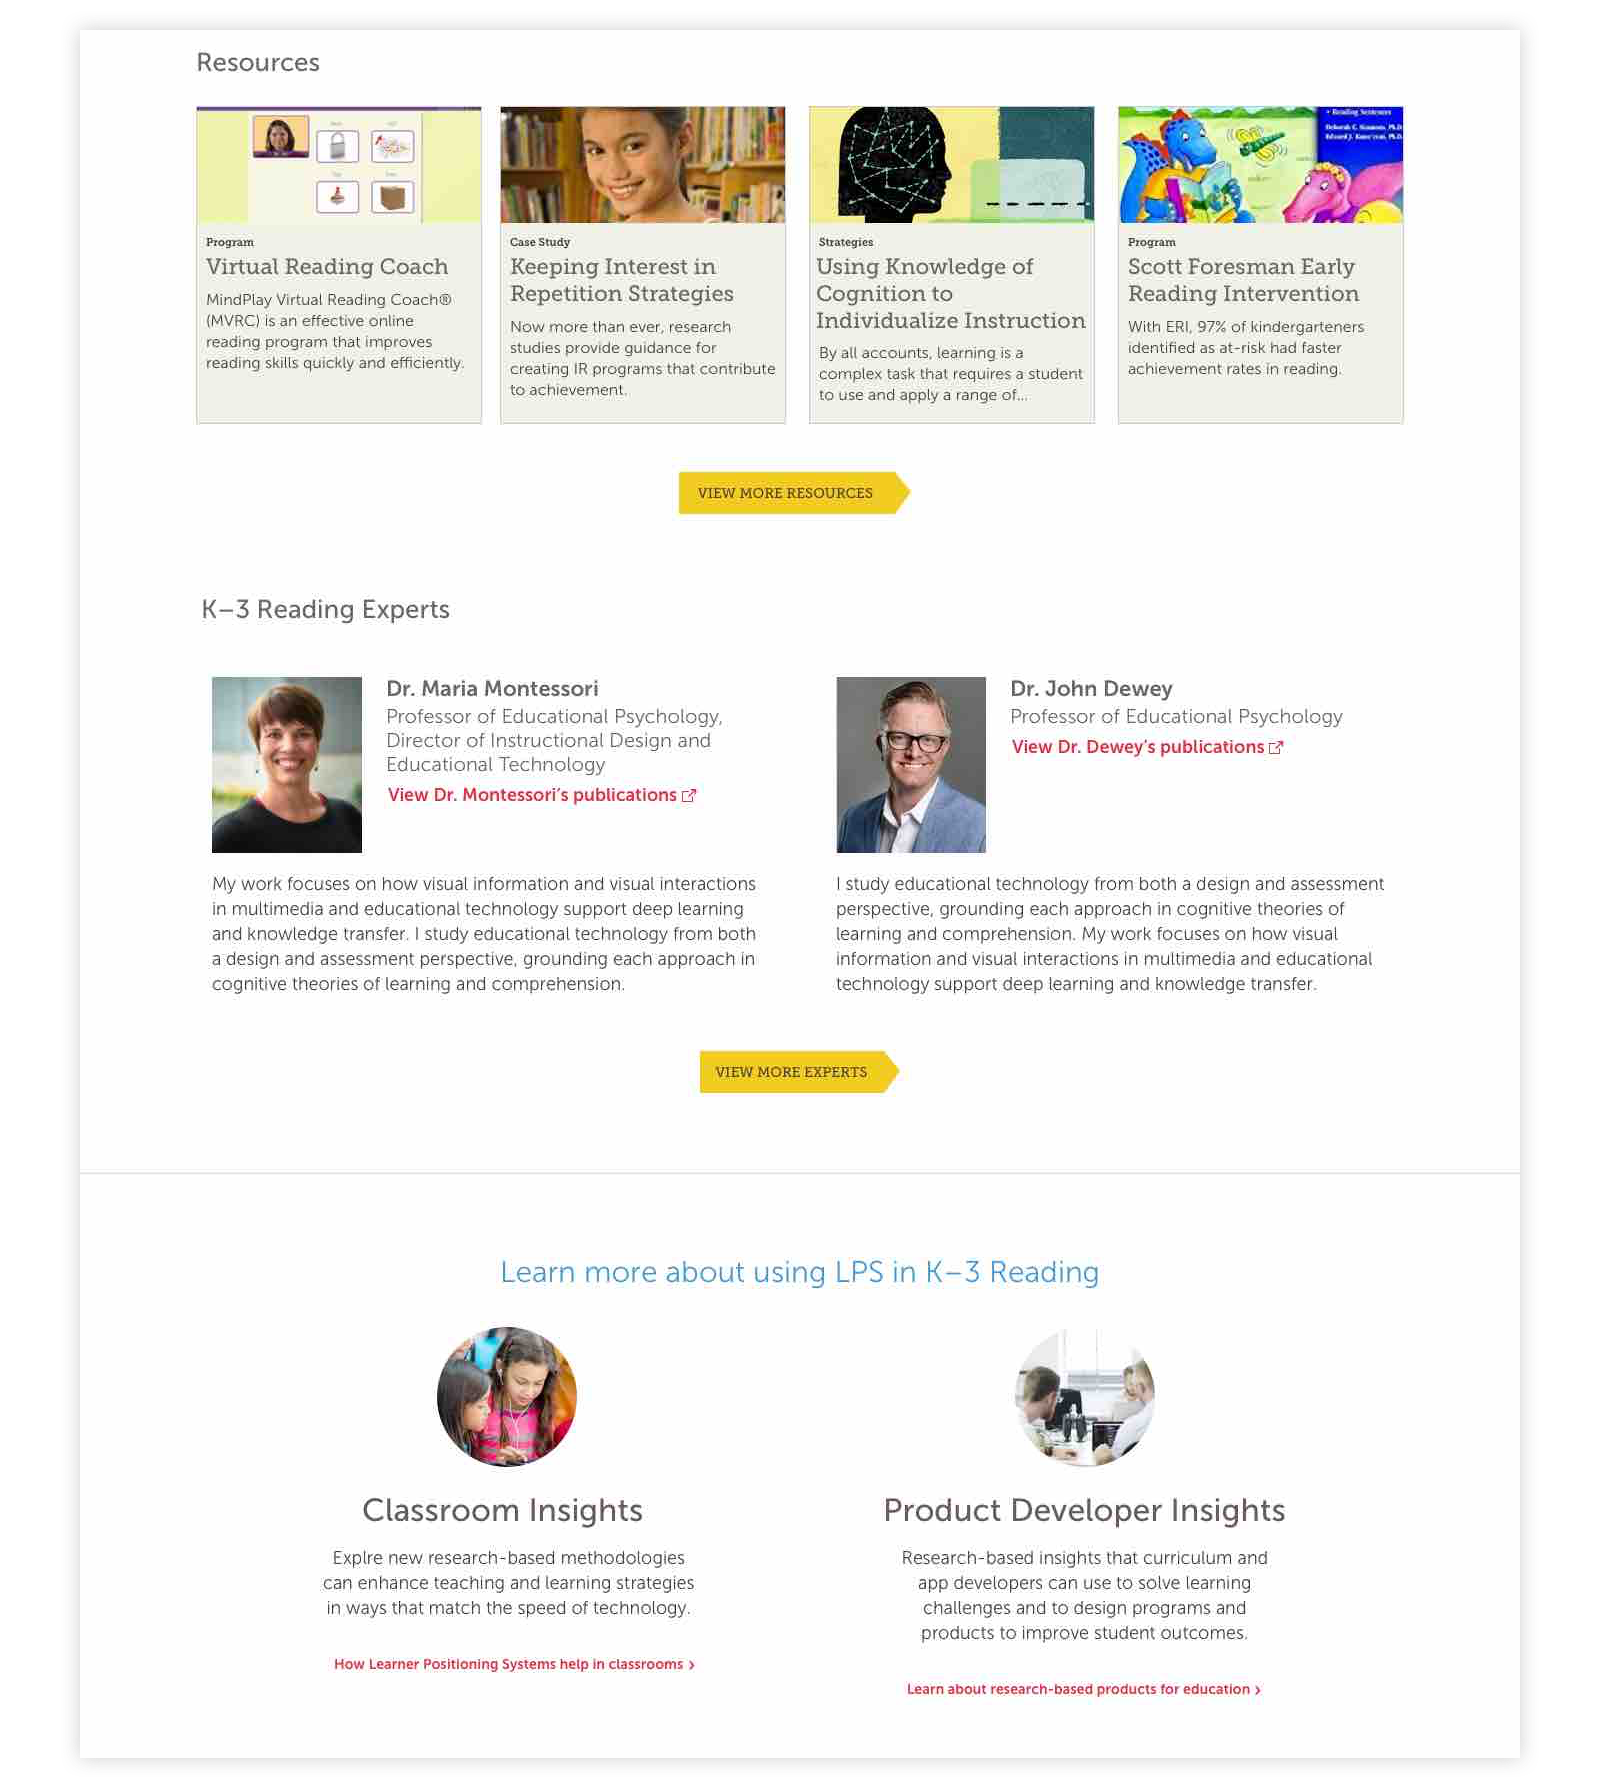 Resources
• Reading Sentences
Deborah C. Simmons, Ph.D.
Edward J. Kame'enui, Ph.D.
Program
Virtual Reading Coach
MindPlay Virtual Reading Coach®
(MVRC) is an effective online
reading program that improves
reading skills quickly and efficiently.
Case Study
Keeping Interest in
Repetition Strategies
Now more than ever, research
studies provide guidance for
creating IR programs that contribute
to achievement.
Strategies
Using Knowledge of
Cognition to
Individualize Instruction
By all accounts, learning is a
complex task that requires a student
to use and apply a range of...
Program
Scott Foresman Early
Reading Intervention
With ERI, 97% of kindergarteners
identified as at-risk had faster
achievement rates in reading.
VIEW MORE RESOURCES
K–3 Reading Experts
Dr. Maria Montessori
Professor of Educational Psychology,
Director of Instructional Design and
Educational Technology
View Dr. Montessori's publications
My work focuses on how visual information and visual interactions
in multimedia and educational technology support deep learning
and knowledge transfer. I study educational technology from both
a design and assessment perspective, grounding each approach in
cognitive theories of learning and comprehension.
Dr. John Dewey
Professor of Educational Psychology
View Dr. Dewey's publications
I study educational technology from both a design and assessment
perspective, grounding each approach in cognitive theories of
learning and comprehension. My work focuses on how visual
information and visual interactions in multimedia and educational
technology support deep learning and knowledge transfer.
VIEW MORE EXPERTS
Learn more about using LPS in K–3 Reading
Classroom Insights
Explre new research-based methodologies
can enhance teaching and learning strategies
in ways that match the speed of technology.
How Learner Positioning Systems help in classrooms ›
Product Developer Insights
Research-based insights that curriculum and
app developers can use to solve learning
challenges and to design programs and
products to improve student outcomes.
Learn about research-based products for education ›